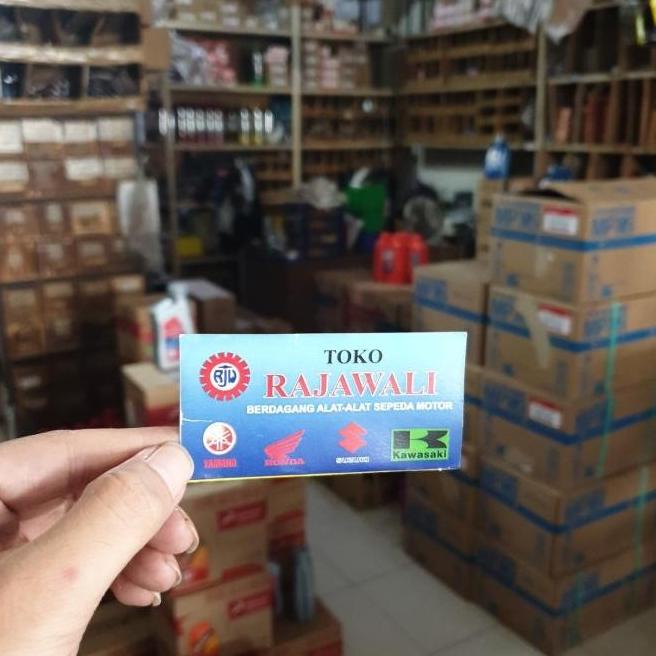 TOKO
RJW
RAJAWALI
BERDAGANG ALAT-ALAT SEPEDA MOTOR
YAMAHA
HONDA
SUZUKI
K
Kawasaki